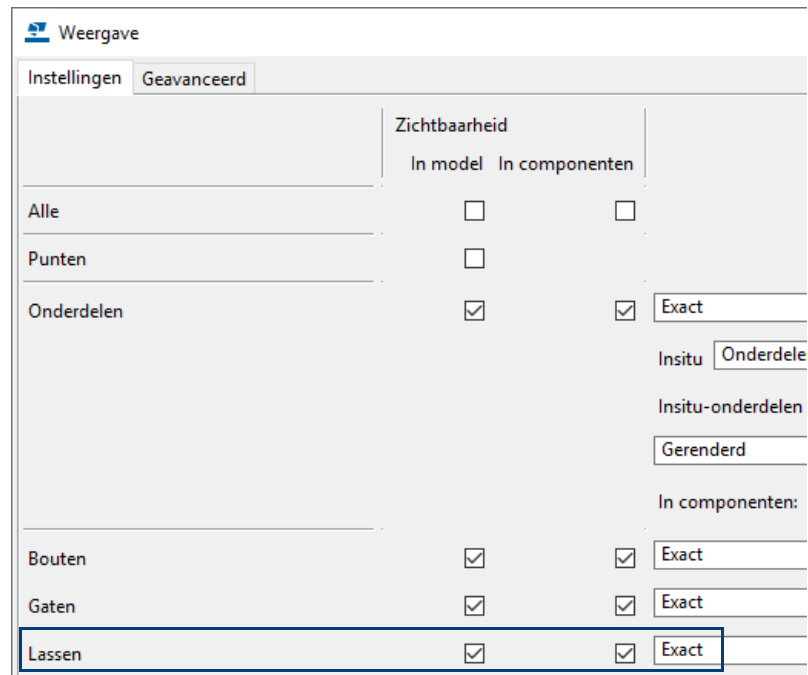 Weergave
Instellingen Geavanceerd
Zichtbaarheid
In model In componenten
Alle
Punten
Onderdelen Exact
Insitu Onderdele
Insitu-onderdelen
Gerenderd
In componenten:
Bouten Exact
Gaten Exact
Lassen Exact